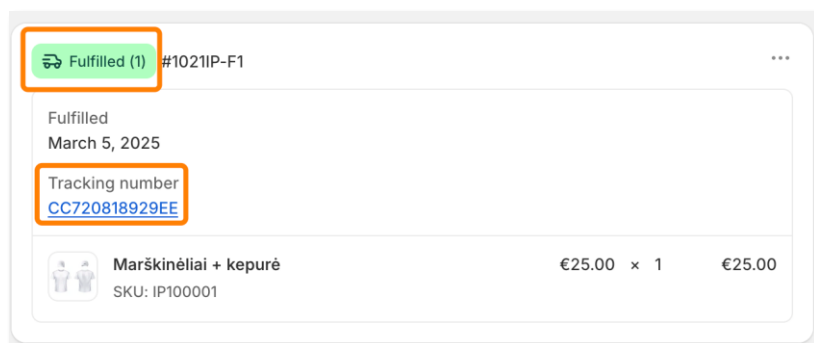 Fulfilled (1) #1021IP-F1
Fulfilled
March 5, 2025
Tracking number
CC720818929EE
Marškinėliai + kepurė €25.00 × 1 €25.00
SKU: IP100001